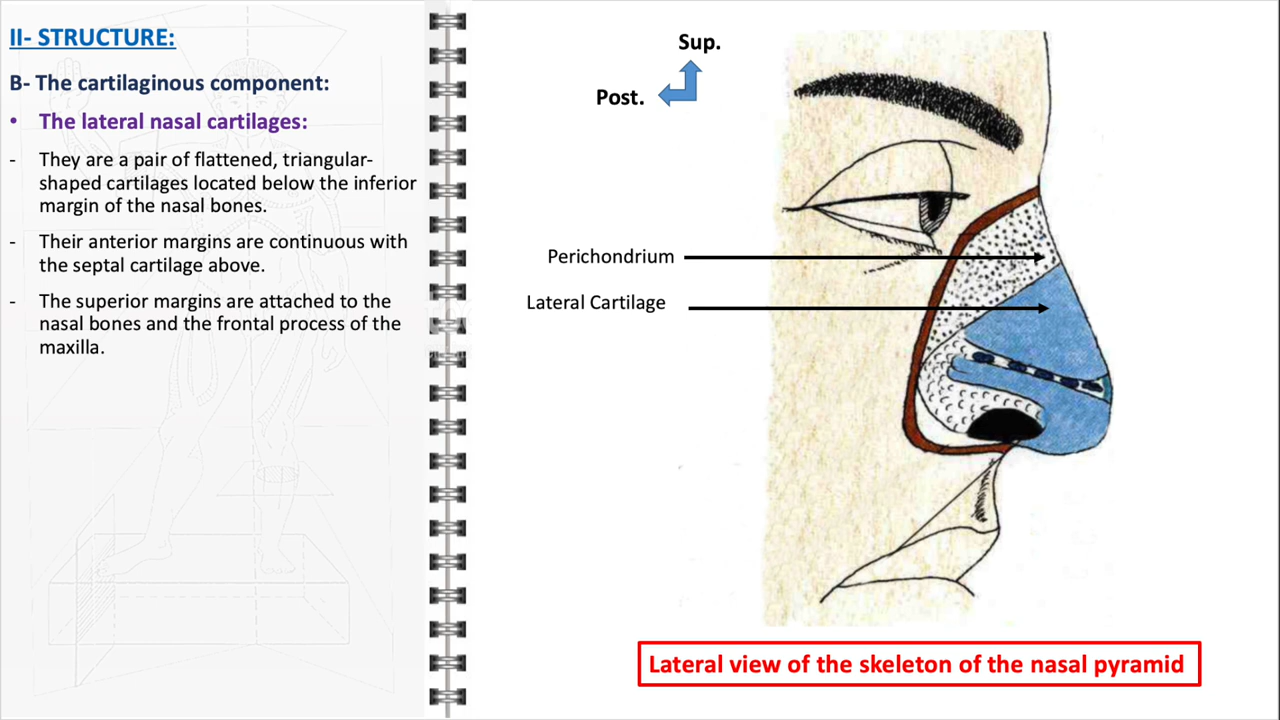 II- STRUCTURE:
B- The cartilaginous component:
• The lateral nasal cartilages:
- They are a pair of flattened, triangular-
shaped cartilages located below the inferior
margin of the nasal bones.
- Their anterior margins are continuous with
the septal cartilage above.
- The superior margins are attached to the
nasal bones and the frontal process of the
maxilla.
Sup.
Post.
Perichondrium
Lateral Cartilage
Lateral view of the skeleton of the nasal pyramid